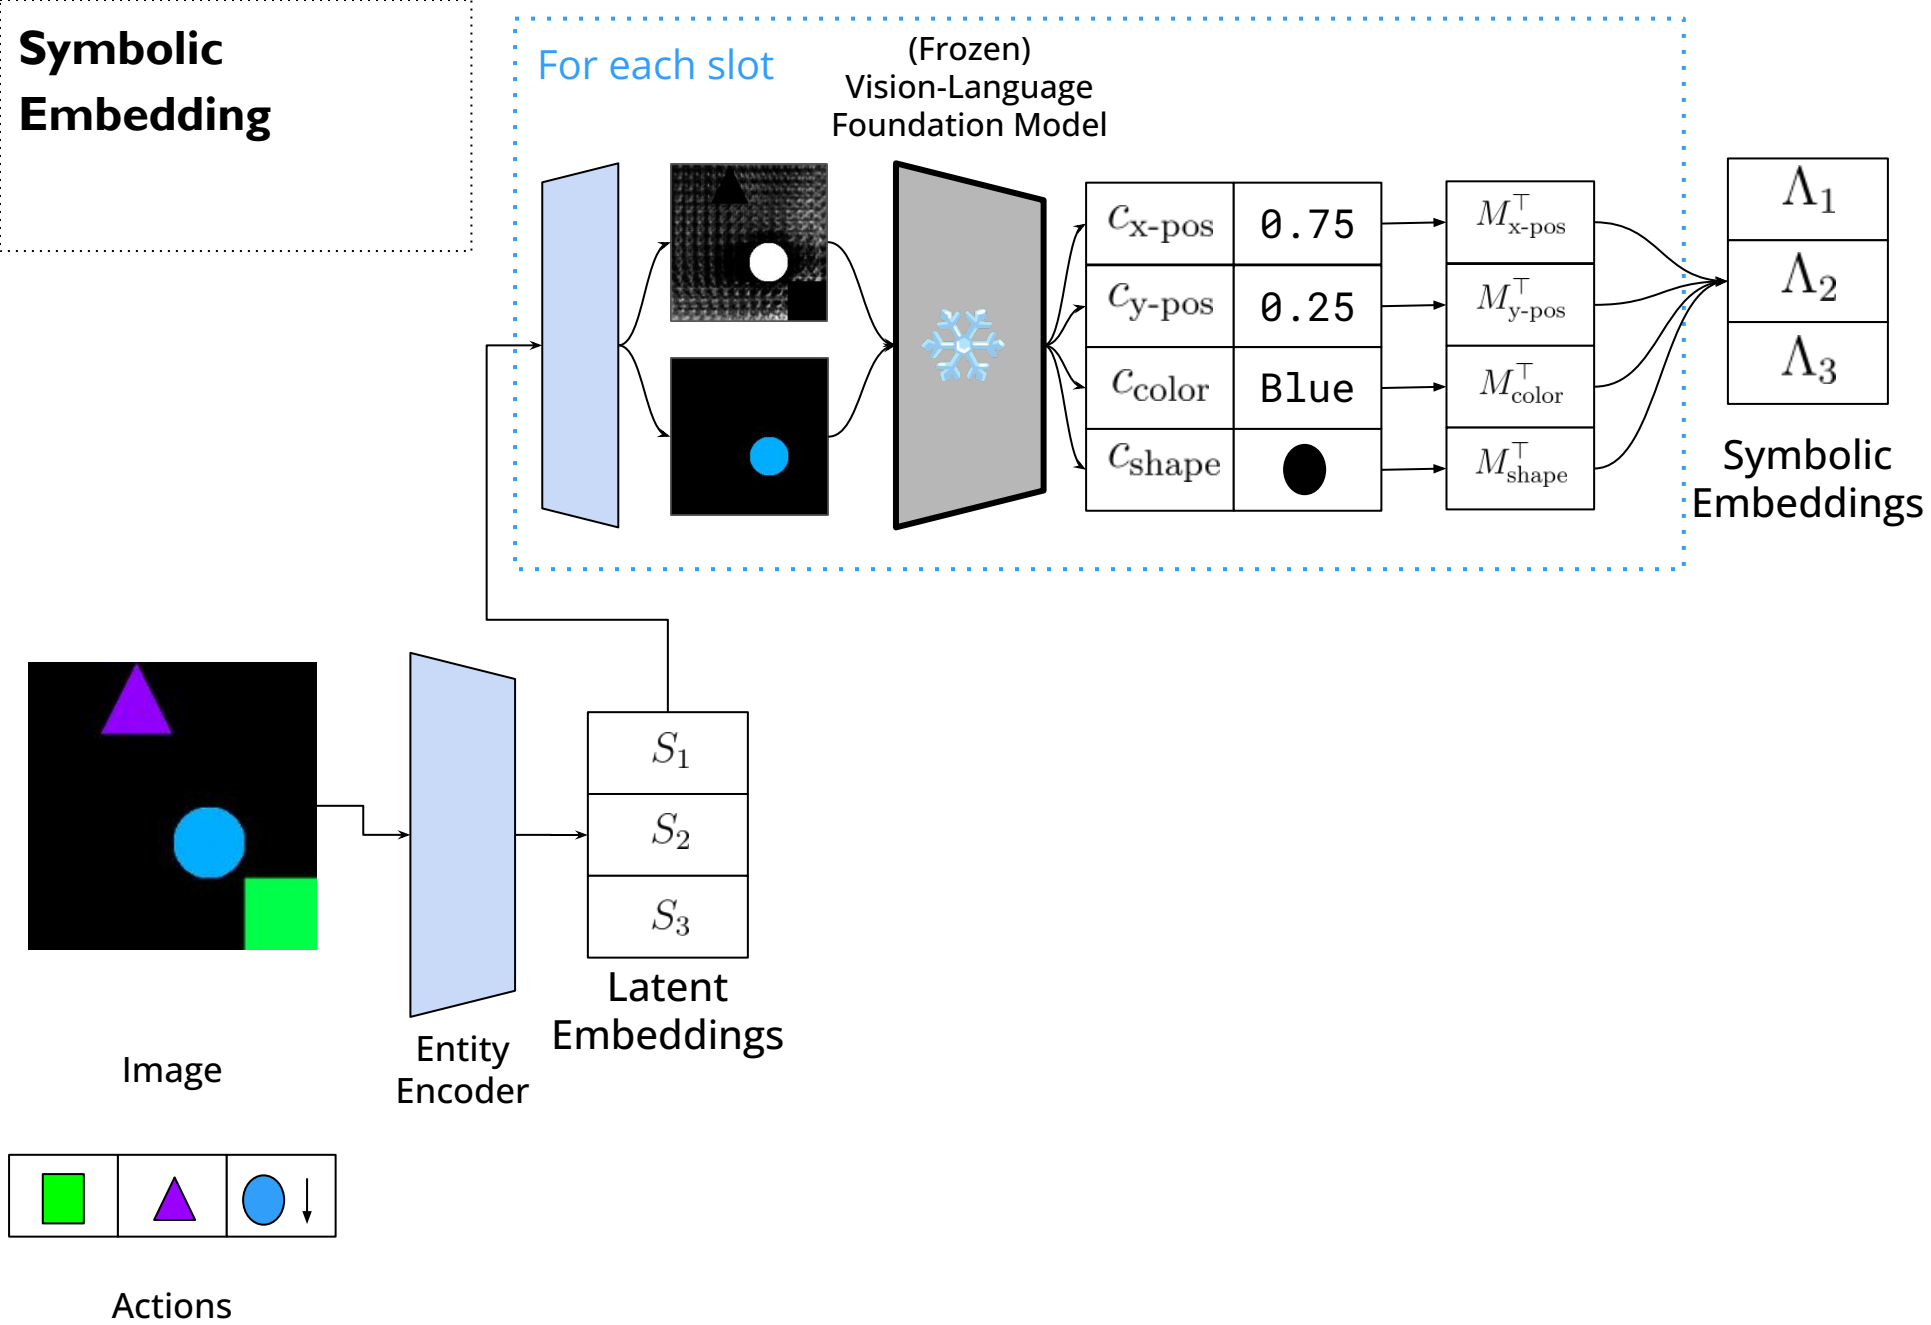 Symbolic
Embedding
For each slot
(Frozen)
Vision-Language
Foundation Model
c_x-pos 0.75 M^⊤_x-pos
c_y-pos 0.25 M^⊤_y-pos
c_color Blue M^⊤_color
c_shape M^⊤_shape
Λ_1
Λ_2
Λ_3
Symbolic
Embeddings
S_1
S_2
S_3
Latent
Embeddings
Entity
Encoder
Image
Actions